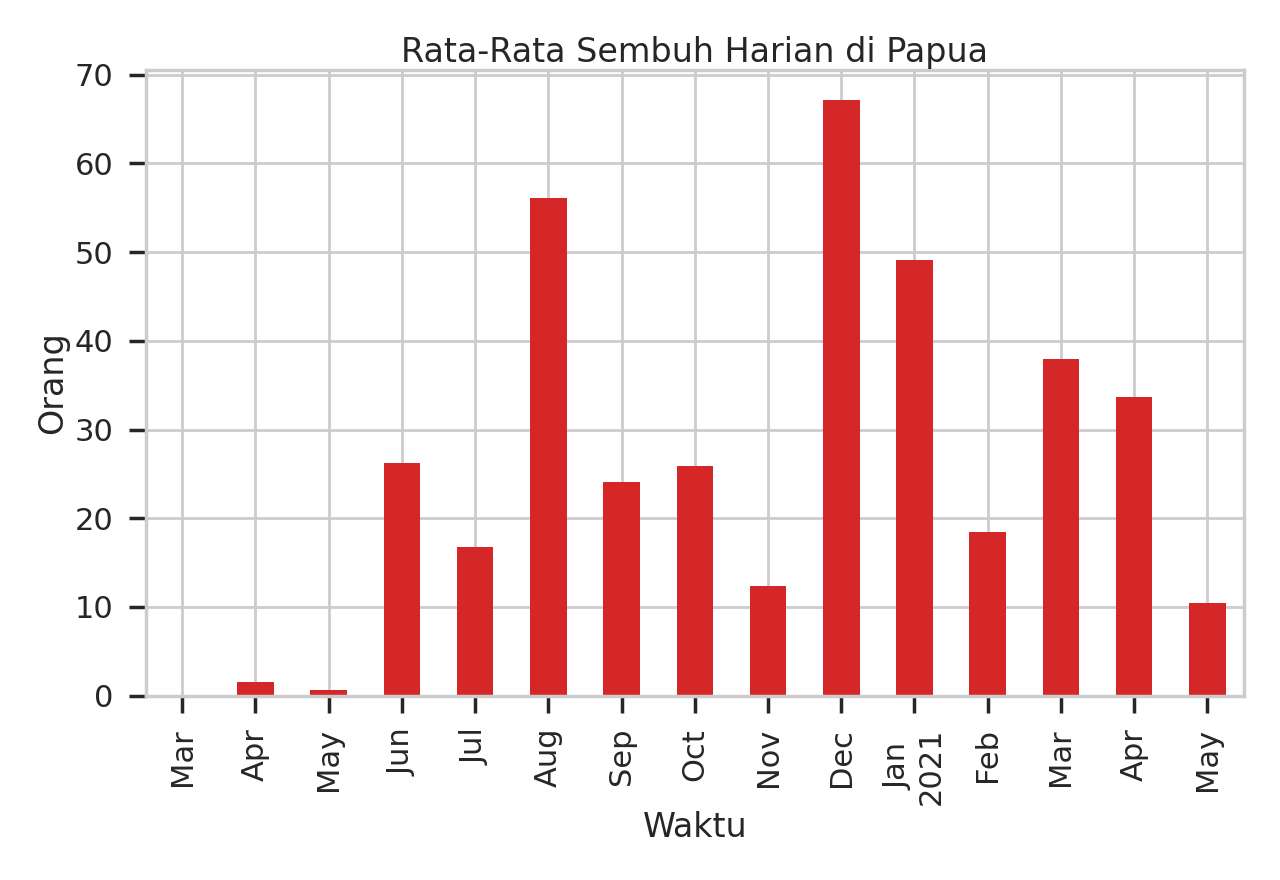 Rata-Rata Sembuh Harian di Papua
70
60
50
40
30
20
10
0
Orang
Mar
Apr
May
Jun
Jul
Aug
Sep
Oct
Nov
Dec
Jan
2021
Feb
Mar
Apr
May
Waktu